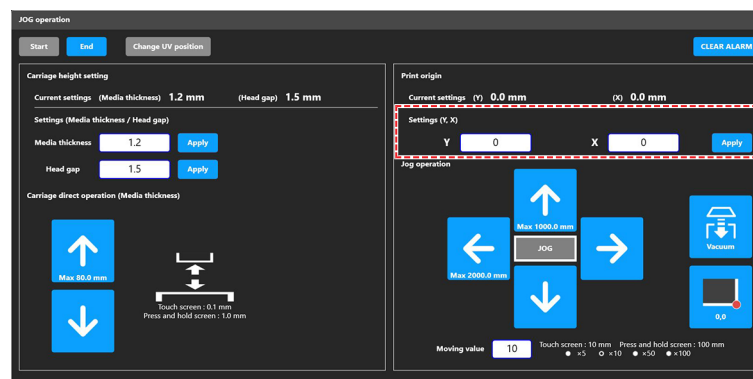 JOG operation
Start End Change UV position CLEAR ALARM
Carriage height setting
Current settings (Media thickness) 1.2 mm (Head gap) 1.5 mm
Settings (Media thickness / Head gap)
Media thickness 1.2 Apply
Head gap 1.5 Apply
Carriage direct operation (Media thickness)
Max 80.0 mm
Touch screen : 0.1 mm
Press and hold screen : 1.0 mm
Print origin
Current settings (Y) 0.0 mm (X) 0.0 mm
Settings (Y, X)
Y 0 X 0 Apply
Jog operation
Max 1000.0 mm
JOG
Max 2000.0 mm
Vacuum
0,0
Moving value 10 Touch screen : 10 mm Press and hold screen : 100 mm
×5 ×10 ×50 ×100